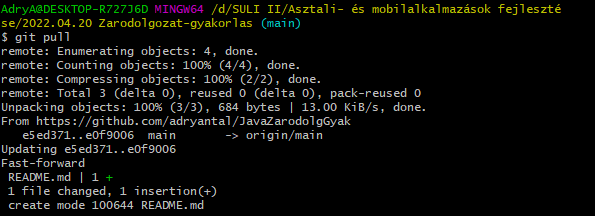 AdryA@DESKTOP-R727J6D MINGW64 /d/SULI II/Asztali- és mobilalkalmazások fejleszté
se/2022.04.20 Zarodolgozat-gyakorlas (main)
$ git pull
remote: Enumerating objects: 4, done.
remote: Counting objects: 100% (4/4), done.
remote: Compressing objects: 100% (2/2), done.
remote: Total 3 (delta 0), reused 0 (delta 0), pack-reused 0
Unpacking objects: 100% (3/3), 684 bytes | 13.00 KiB/s, done.
From https://github.com/adryantal/JavaZarodolgGyak
   e5ed371..e0f9006  main       -> origin/main
Updating e5ed371..e0f9006
Fast-forward
 README.md | 1 +
 1 file changed, 1 insertion(+)
 create mode 100644 README.md